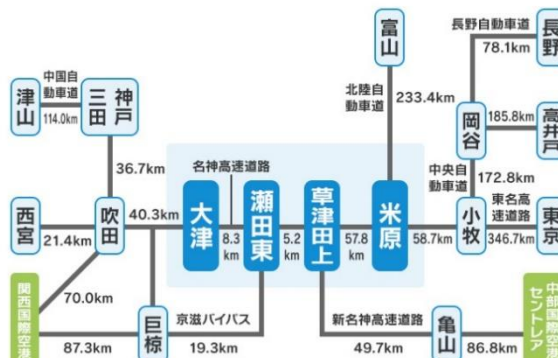 長野自動車道
長野
78.1km
富山
中国自
動車道
神戸
三田
津山
114.0km
北陸自
動車道
233.4km
岡谷
185.8km
高井戸
36.7km
名神高速道路
中央自
動車道
172.8km
東名高
速道路
西宮
吹田
40.3km
大津
瀬田東
草津田上
米原
小牧
東京
21.4km
8.3
km
5.2
km
57.8
km
58.7km
346.7km
関西国際空港
70.0km
巨椋
京滋バイパス
新名神高速道路
亀山
中部国際空港
セントレア
87.3km
19.3km
49.7km
86.8km